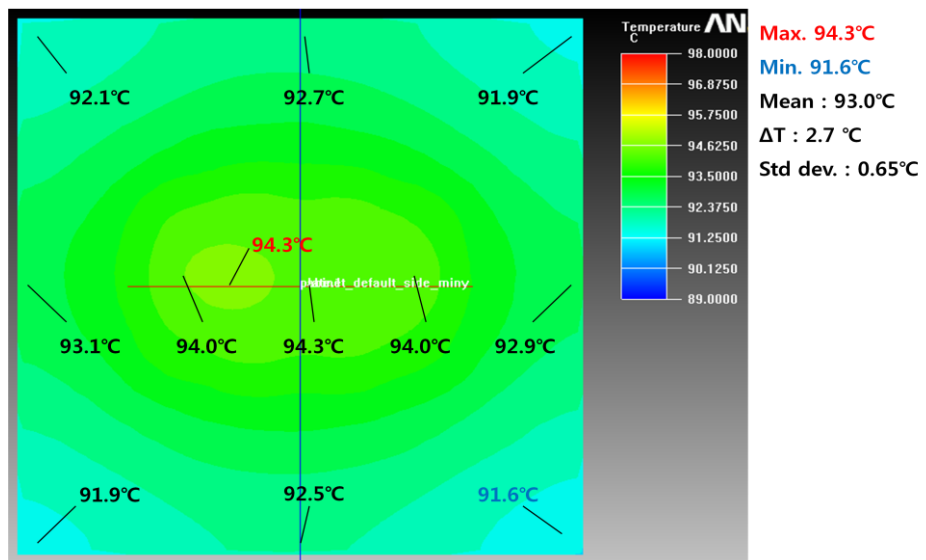 Temperature
C
AN
98.0000
96.8750
95.7500
94.6250
93.5000
92.3750
91.2500
90.1250
89.0000
Max. 94.3℃
Min. 91.6℃
Mean : 93.0℃
ΔT : 2.7 ℃
Std dev. : 0.65℃
92.1℃ 92.7℃ 91.9℃
94.3℃
default_side_miny
93.1℃ 94.0℃ 94.3℃ 94.0℃ 92.9℃
91.9℃ 92.5℃ 91.6℃